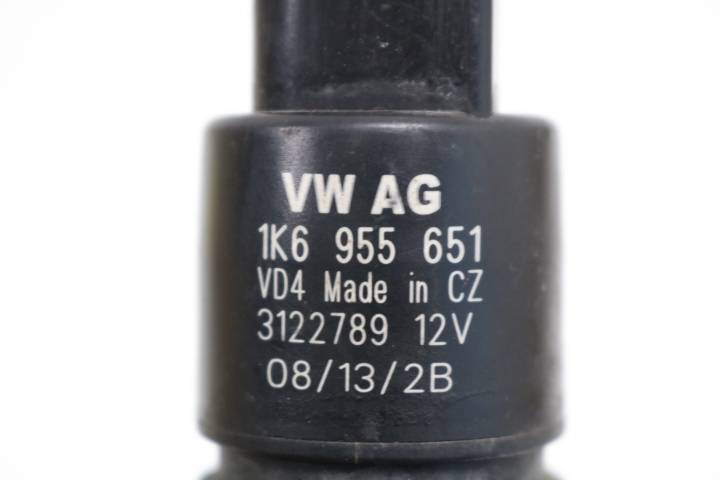 VW AG
1K6 955 651
VD4 Made in CZ
3122789 12V
08/13/2B